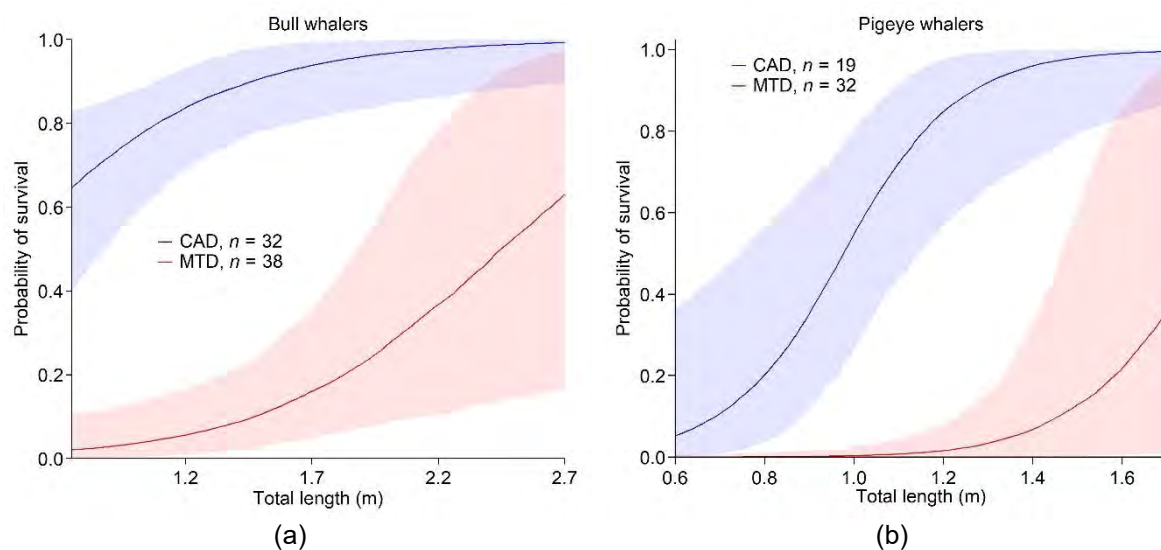 Bull whalers
Probability of survival
1.0
0.8
0.6
0.4
0.2
0.0
CAD, n = 32
MTD, n = 38
1.2
1.7
2.2
2.7
Total length (m)
(a)
Pigeye whalers
Probability of survival
1.0
0.8
0.6
0.4
0.2
0.0
CAD, n = 19
MTD, n = 32
0.6
0.8
1.0
1.2
1.4
1.6
Total length (m)
(b)